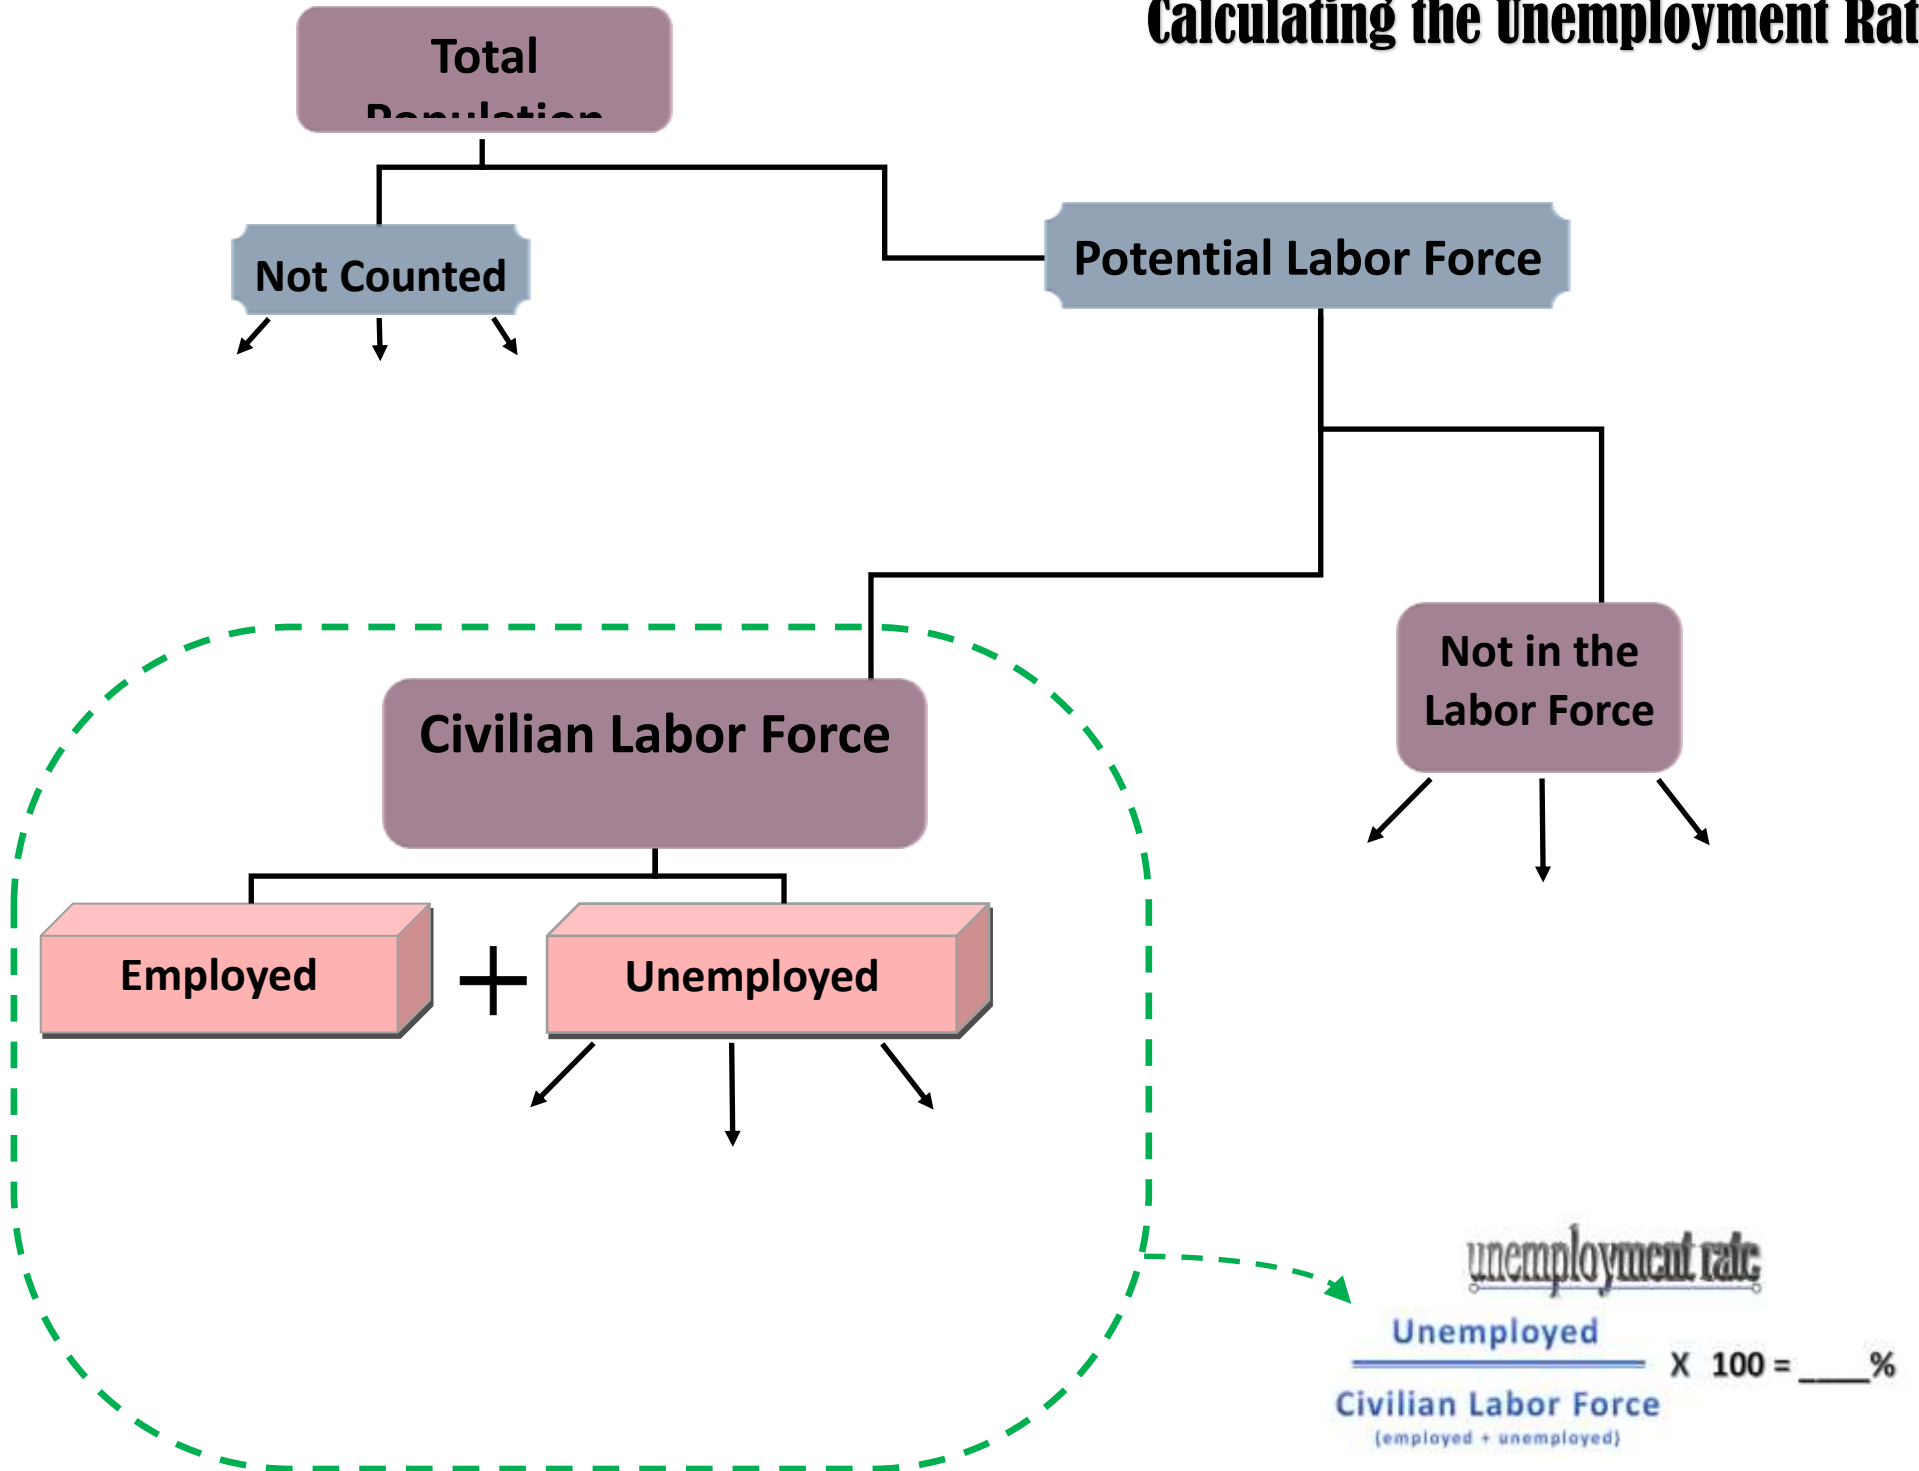 Calculating the Unemployment Rat
Total
Population
Not Counted
Potential Labor Force
Not in the
Labor Force
Civilian Labor Force
Employed
+
Unemployed
unemployment rate
Unemployed
X 100 = ____%
Civilian Labor Force
(employed + unemployed)